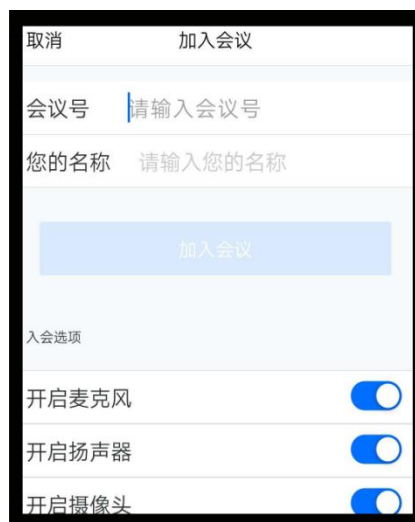 取消 加入会议
会议号 请输入会议号
您的名称 请输入您的名称
加入会议
入会选项
开启麦克风
开启扬声器
开启摄像头